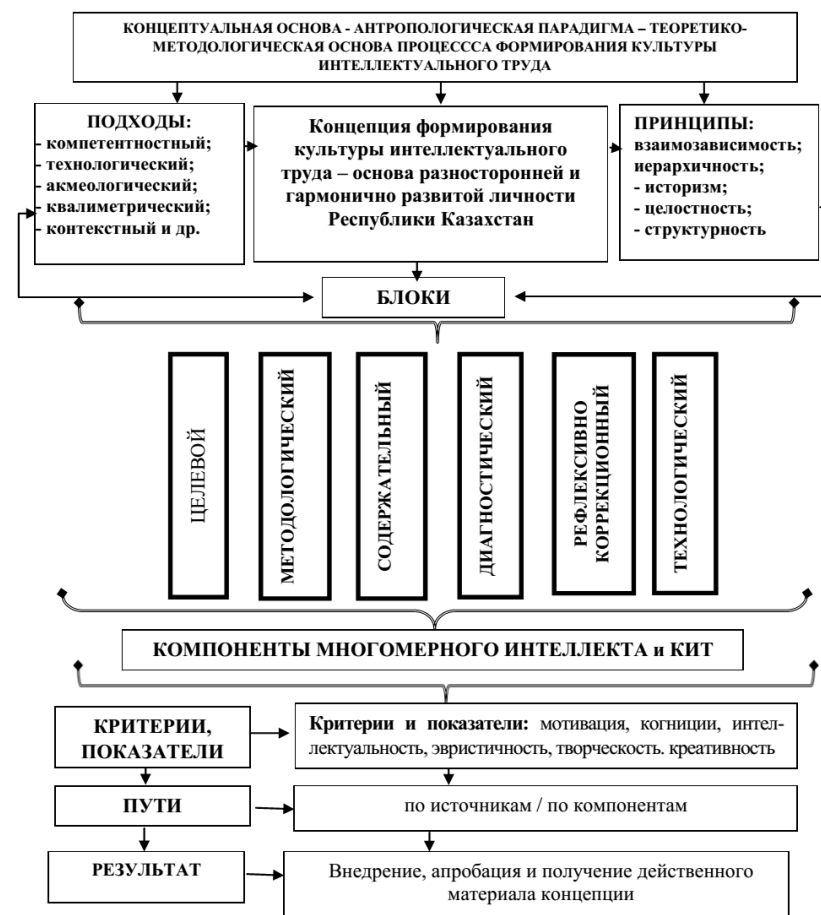 КОНЦЕПТУАЛЬНАЯ ОСНОВА - АНТРОПОЛОГИЧЕСКАЯ ПАРАДИГМА – ТЕОРЕТИКО-
МЕТОДОЛОГИЧЕСКАЯ ОСНОВА ПРОЦЕСССА ФОРМИРОВАНИЯ КУЛЬТУРЫ
ИНТЕЛЛЕКТУАЛЬНОГО ТРУДА
ПОДХОДЫ:
- компетентностный;
- технологический;
- акмеологический;
- квалиметрический;
- контекстный и др.
Концепция формирования
культуры интеллектуального
труда – основа разносторонней и
гармонично развитой личности
Республики Казахстан
ПРИНЦИПЫ:
взаимозависимость;
иерархичность;
- историзм;
- целостность;
- структурность
БЛОКИ
ЦЕЛЕВОЙ
МЕТОДОЛОГИЧЕСКИЙ
СОДЕРЖАТЕЛЬНЫЙ
ДИАГНОСТИЧЕСКИЙ
РЕФЛЕКСИВНО
КОРРЕКЦИОННЫЙ
ТЕХНОЛОГИЧЕСКИЙ
КОМПОНЕНТЫ МНОГОМЕРНОГО ИНТЕЛЛЕКТА и КИТ
КРИТЕРИИ,
ПОКАЗАТЕЛИ
Критерии и показатели: мотивация, когниции, интел-
лектуальность, эвристичность, творческость. креативность
ПУТИ
по источникам / по компонентам
РЕЗУЛЬТАТ
Внедрение, апробация и получение действенного
материала концепции